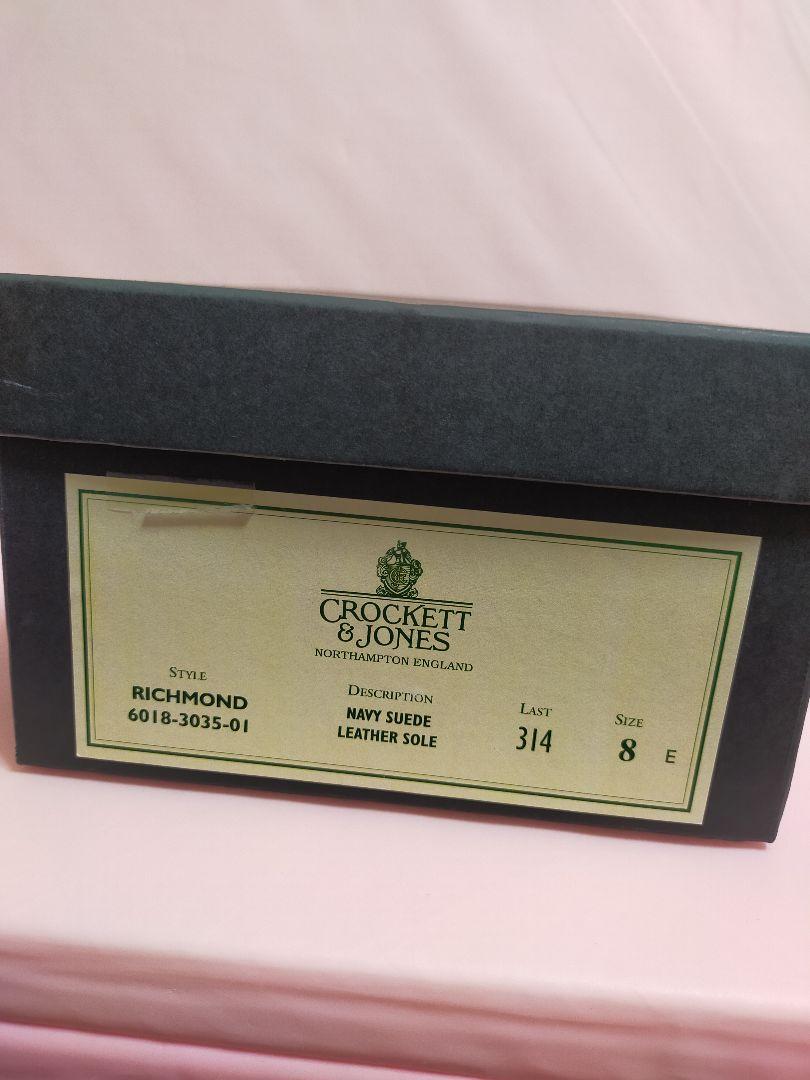 CROCKETT
& JONES
NORTHAMPTON ENGLAND
STYLE
RICHMOND
6018-3035-01
DESCRIPTION
NAVY SUEDE
LEATHER SOLE
LAST
314
SIZE
8 E